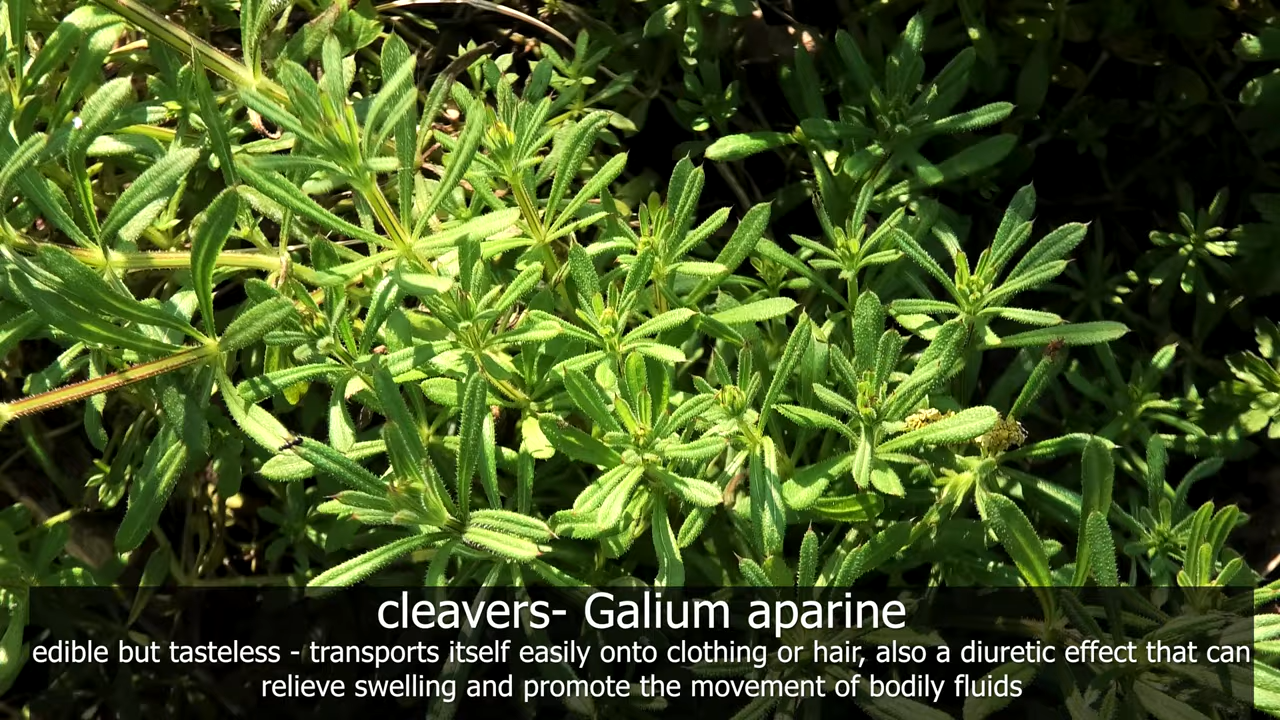 cleavers- Galium aparine
edible but tasteless - transports itself easily onto clothing or hair, also a diuretic effect that can
relieve swelling and promote the movement of bodily fluids